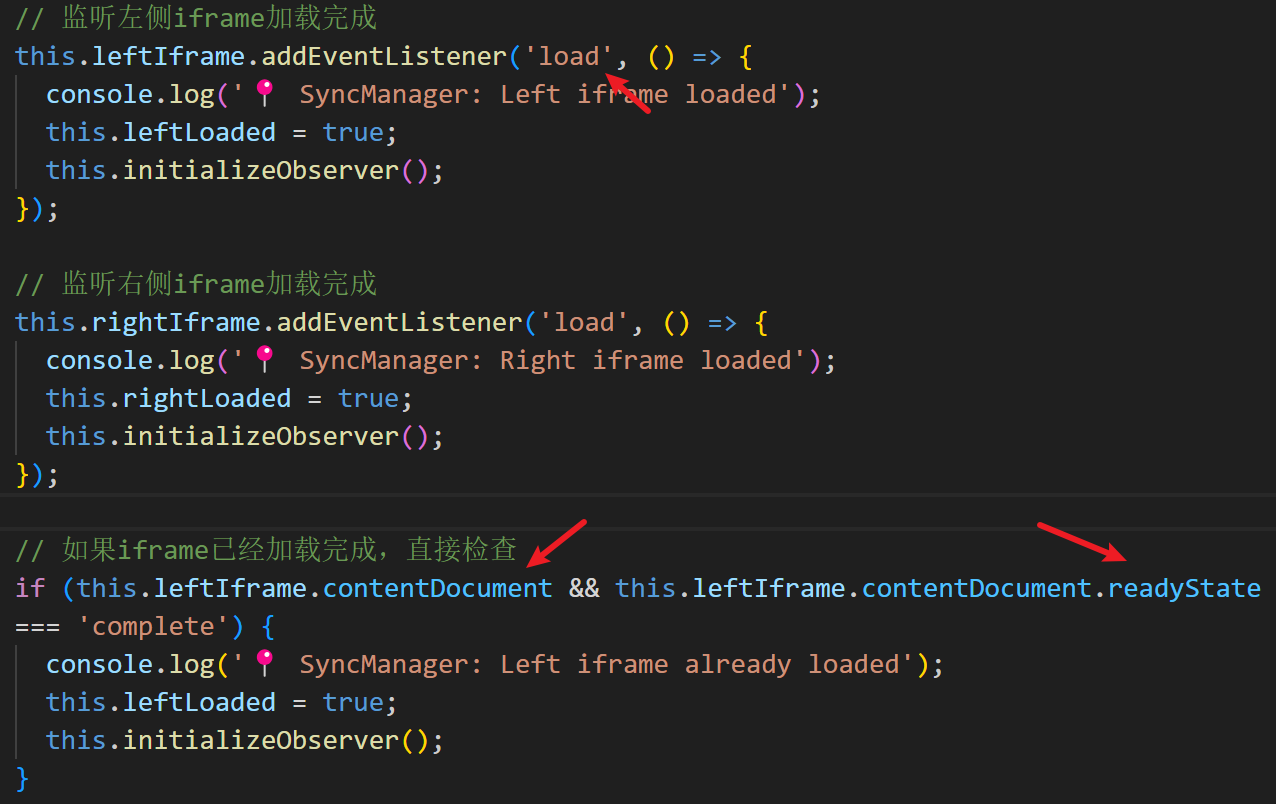 // 监听左侧iframe加载完成
this.leftIframe.addEventListener('load', () => {
console.log('📍 SyncManager: Left iframe loaded');
this.leftLoaded = true;
this.initializeObserver();
});
// 监听右侧iframe加载完成
this.rightIframe.addEventListener('load', () => {
console.log('📍 SyncManager: Right iframe loaded');
this.rightLoaded = true;
this.initializeObserver();
});
// 如果iframe已经加载完成，直接检查
if (this.leftIframe.contentDocument && this.leftIframe.contentDocument.readyState
=== 'complete') {
console.log('📍 SyncManager: Left iframe already loaded');
this.leftLoaded = true;
this.initializeObserver();
}